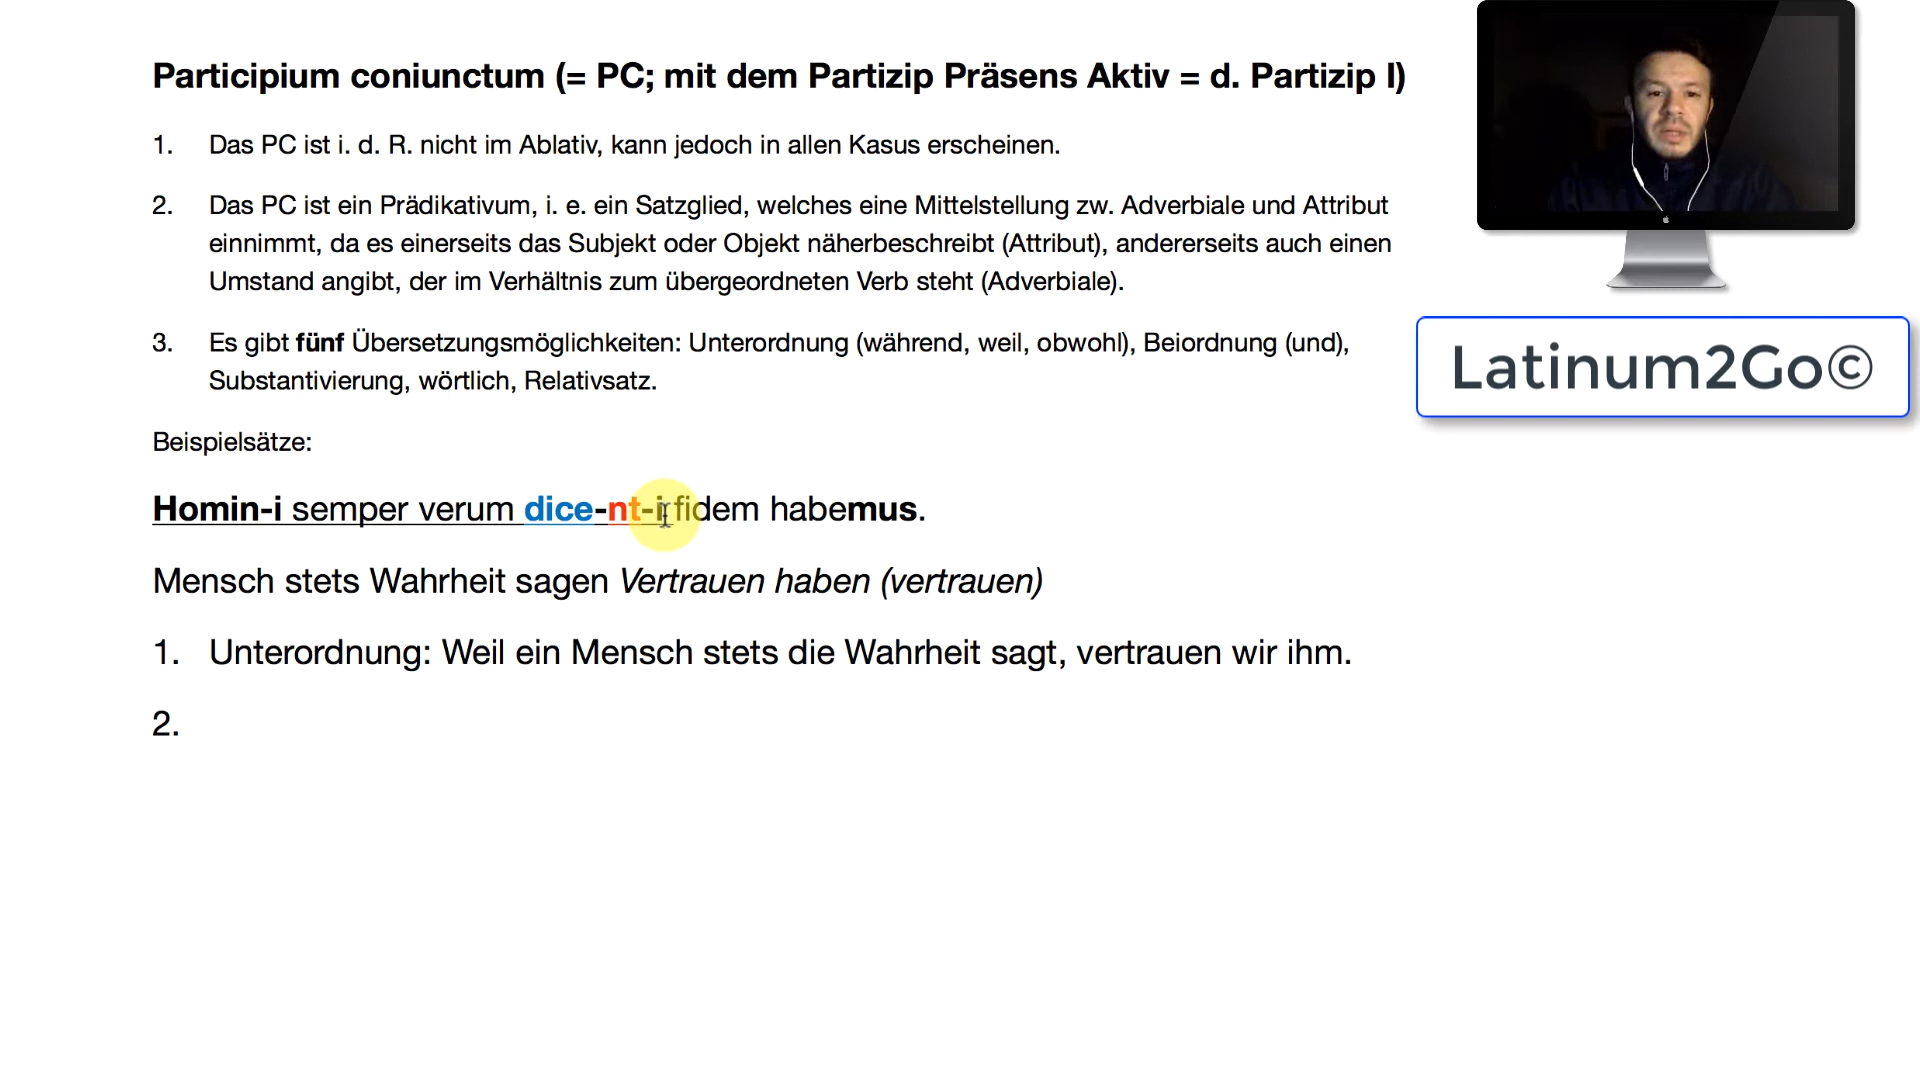 Participium coniunctum (= PC; mit dem Partizip Präsens Aktiv = d. Partizip I)
1. Das PC ist i. d. R. nicht im Ablativ, kann jedoch in allen Kasus erscheinen.
2. Das PC ist ein Prädikativum, i. e. ein Satzglied, welches eine Mittelstellung zw. Adverbiale und Attribut
einnimmt, da es einerseits das Subjekt oder Objekt näherbeschreibt (Attribut), andererseits auch einen
Umstand angibt, der im Verhältnis zum übergeordneten Verb steht (Adverbiale).
3. Es gibt fünf Übersetzungsmöglichkeiten: Unterordnung (während, weil, obwohl), Beiordnung (und),
Substantivierung, wörtlich, Relativsatz.
Latinum2Go©
Beispielsätze:
Homin-i semper verum dice-nt-i fidem habemus.
Mensch stets Wahrheit sagen Vertrauen haben (vertrauen)
1. Unterordnung: Weil ein Mensch stets die Wahrheit sagt, vertrauen wir ihm.
2.